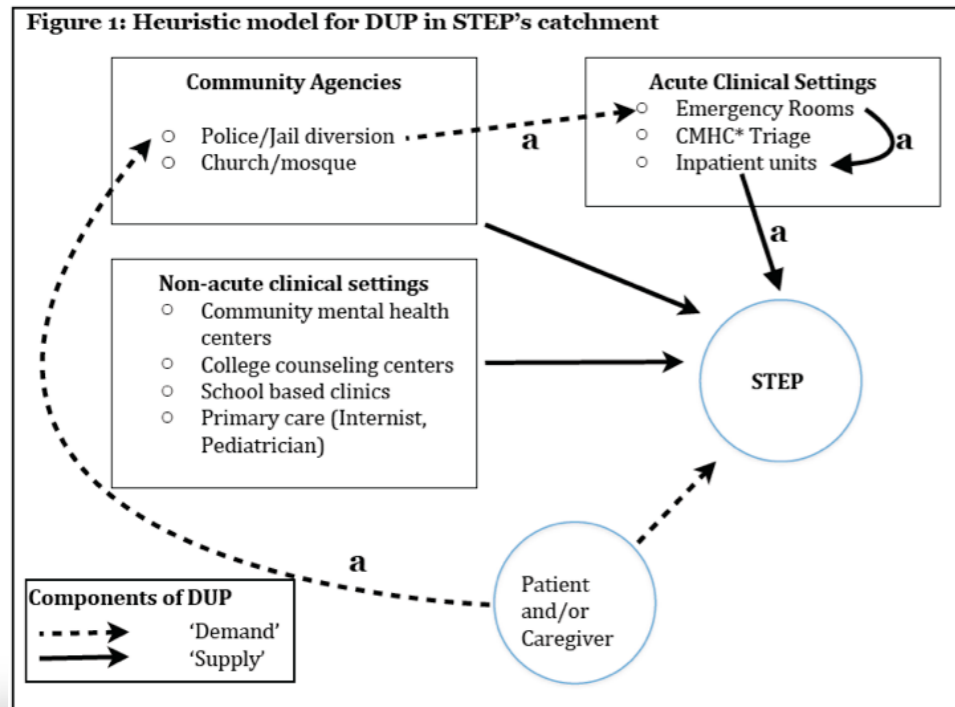 Figure 1: Heuristic model for DUP in STEP's catchment
Community Agencies
○ Police/Jail diversion
○ Church/mosque
a
Acute Clinical Settings
○ Emergency Rooms
○ CMHC* Triage
○ Inpatient units
a
a
Non-acute clinical settings
○ Community mental health
centers
○ College counseling centers
○ School based clinics
○ Primary care (Internist,
Pediatrician)
STEP
a
Patient
and/or
Caregiver
Components of DUP
'Demand'
'Supply'